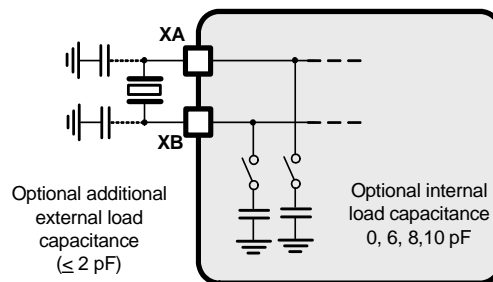 XA
XB
Optional additional
external load
capacitance
(≤ 2 pF)
Optional internal
load capacitance
0, 6, 8,10 pF